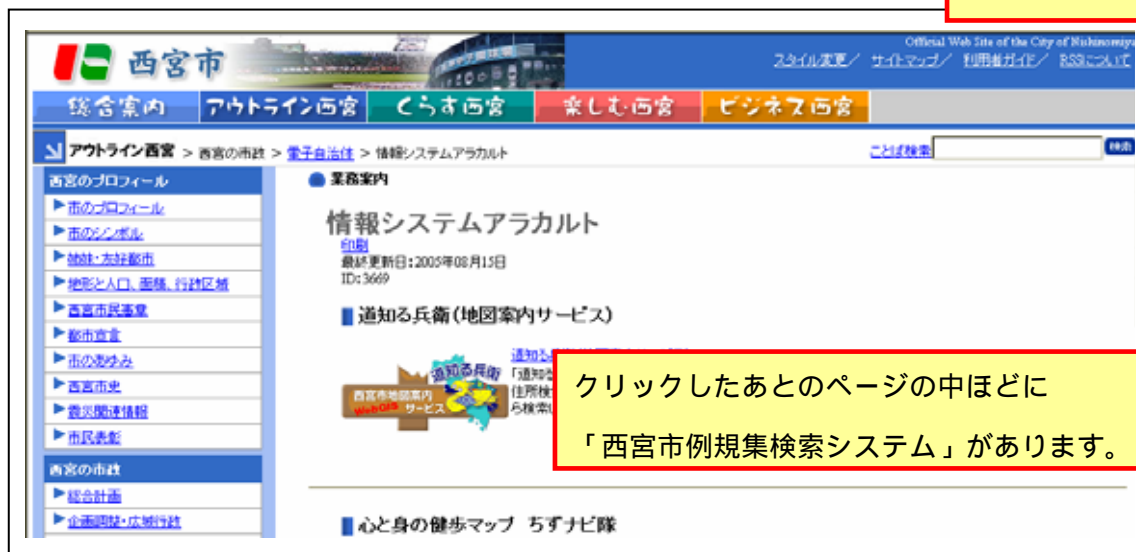 西宮市
Official Web Site of the City of Nishinomiya
スタイル変更／ サイトマップ／ 利用者ガイド／ RSSについて
総合案内 アウトライン西宮 くらす西宮 楽しむ西宮 ビジネス西宮
アウトライン西宮 > 西宮の市政 > 電子自治体 > 情報システムアラカルト
ことば検索 検索
西宮のプロフィール
市のプロフィール
市のシンボル
姉妹・友好都市
地形と人口、面積、行政区域
西宮市民憲章
都市宣言
市のあゆみ
西宮市史
震災関連情報
市民表彰
西宮の市政
総合計画
企画調整・広域行政
業務案内
情報システムアラカルト
印刷
最終更新日：2005年08月15日
ID：3669
道知る兵衛（地図案内サービス）
道知る兵衛
西宮市地図案内
WebGIS サービス
道知る
「道知る
住所検
ら検索
クリックしたあとのページの中ほどに
「西宮市例規集検索システム」があります。
心と身の健歩マップ ちずナビ隊